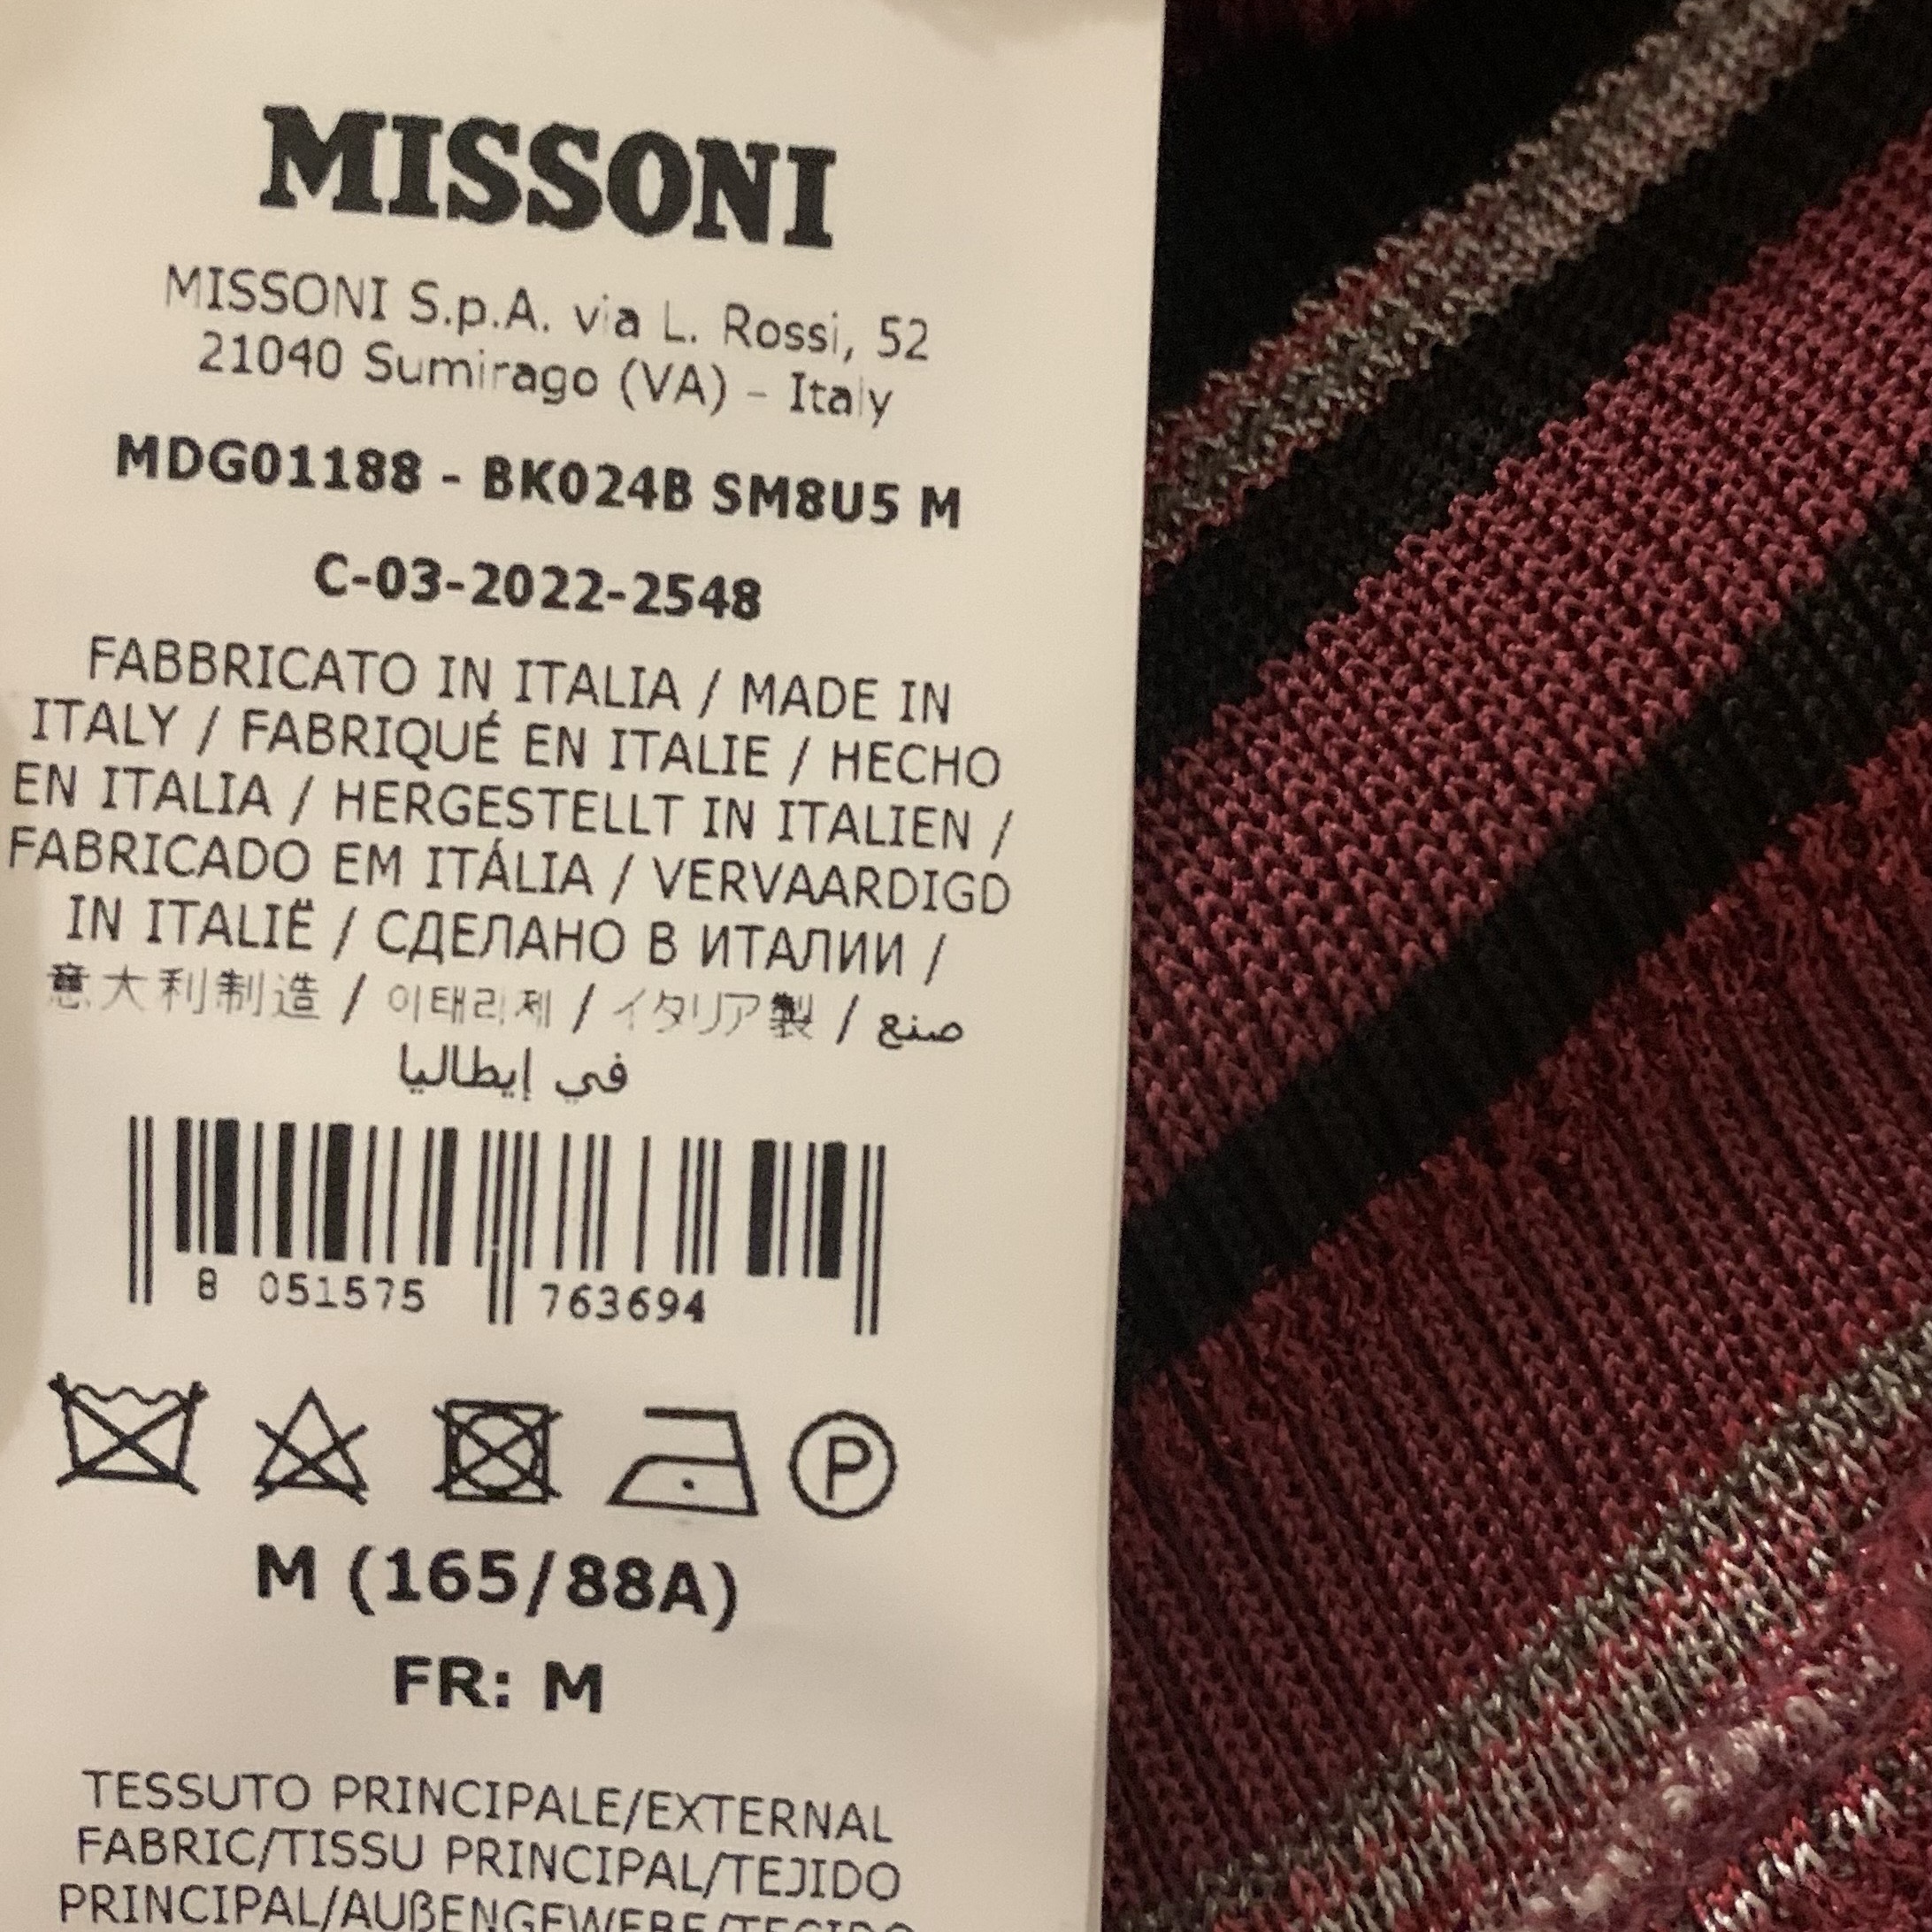 MISSONI
MISSONI S.p.A. via L. Rossi, 52
21040 Sumirago (VA) - Italy
MDG01188 - BK024B SM8U5 M
C-03-2022-2548
FABBRICATO IN ITALIA / MADE IN
ITALY / FABRIQUÉ EN ITALIE / HECHO
EN ITALIA / HERGESTELLT IN ITALIEN /
FABRICADO EM ITÁLIA / VERVAARDIGD
IN ITALIË / СДЕЛАНО В ИТАЛИИ /
意大利制造 / 이태리제 / イタリア製 / صنع
في إيطاليا
8 051575 763694
P
M (165/88A)
FR: M
TESSUTO PRINCIPALE/EXTERNAL
FABRIC/TISSU PRINCIPAL/TEJIDO
PRINCIPAL/AUßENGEWEBE/TECIDO